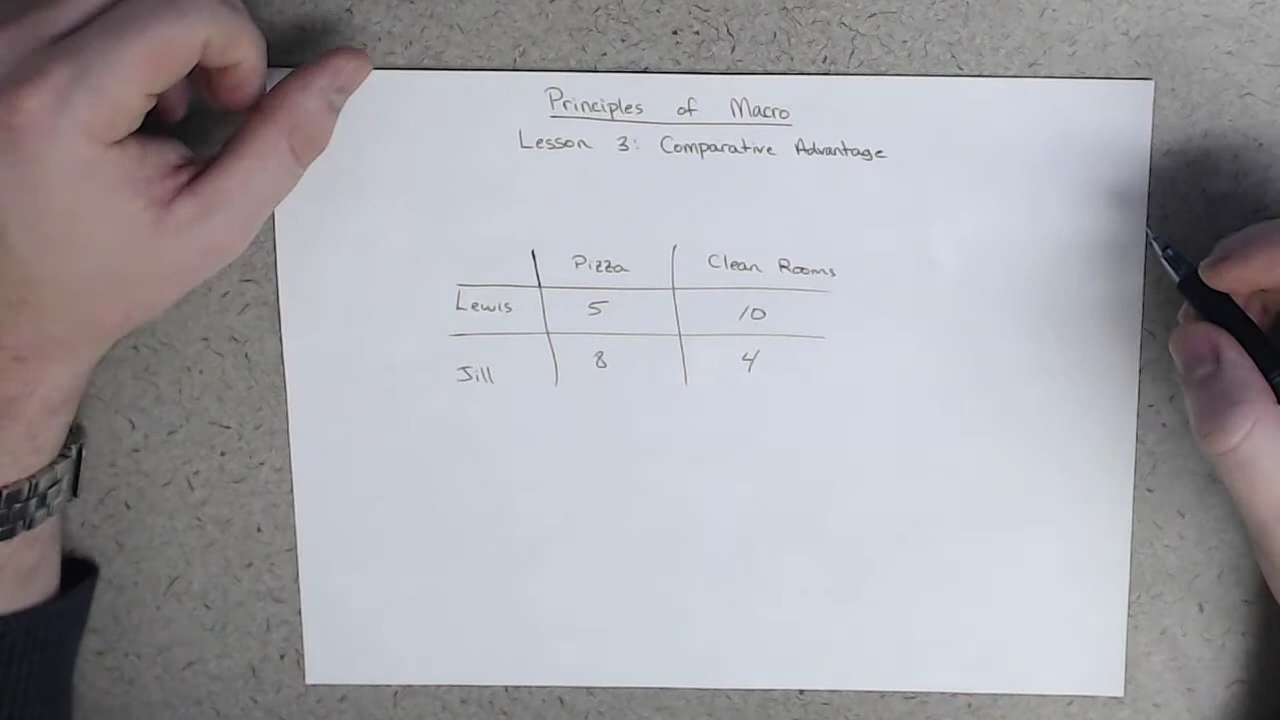 Principles of Macro
Lesson 3: Comparative Advantage
Pizza Clean Rooms
Lewis 5 10
Jill 8 4